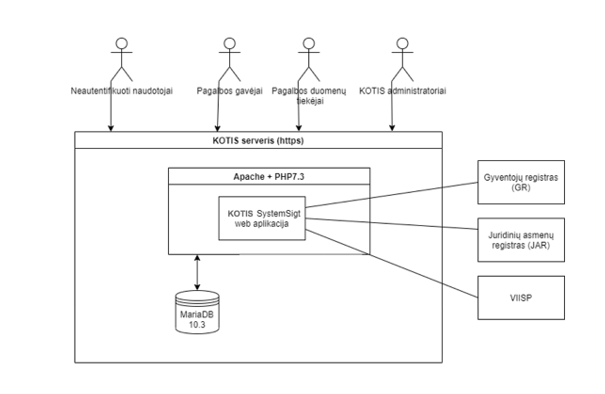 Neautentifikuoti naudotojai
Pagalbos gavėjai
Pagalbos duomenų
tiekėjai
KOTIS administratoriai
KOTIS serveris (https)
Apache + PHP7.3
KOTIS SystemSigt
web aplikacija
Gyventojų registras
(GR)
Juridinių asmenų
registras (JAR)
VIISP
MariaDB
10.3